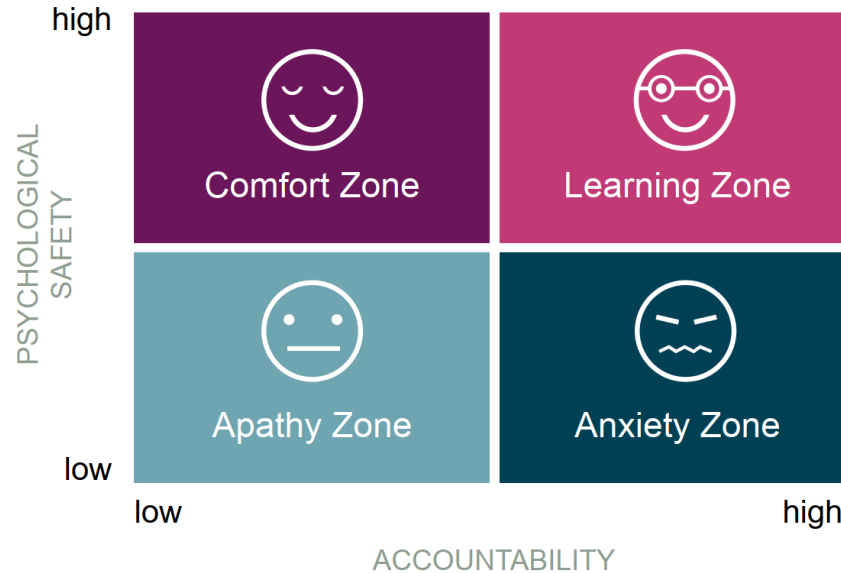 high
PSYCHOLOGICAL
SAFETY
Comfort Zone
Learning Zone
Apathy Zone
Anxiety Zone
low
low
high
ACCOUNTABILITY